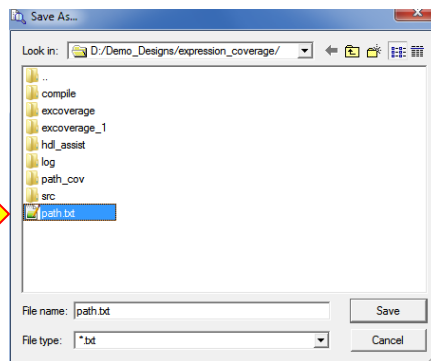 Save As...
Look in: D:/Demo_Designs/expression_coverage/
..
compile
excoverage
excoverage_1
hdl_assist
log
path_cov
src
path.txt
File name: path.txt Save
File type: *.txt Cancel